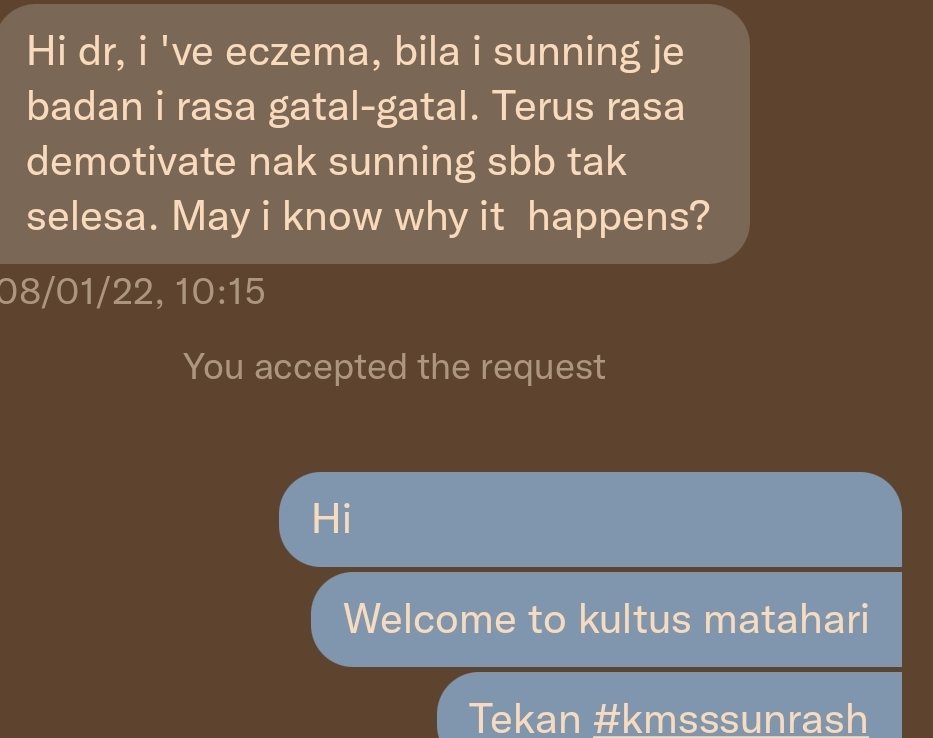 Hi dr, i 've eczema, bila i sunning je
badan i rasa gatal-gatal. Terus rasa
demotivate nak sunning sbb tak
selesa. May i know why it  happens?
08/01/22, 10:15
You accepted the request
Hi
Welcome to kultus matahari
Tekan #kmsssunrash